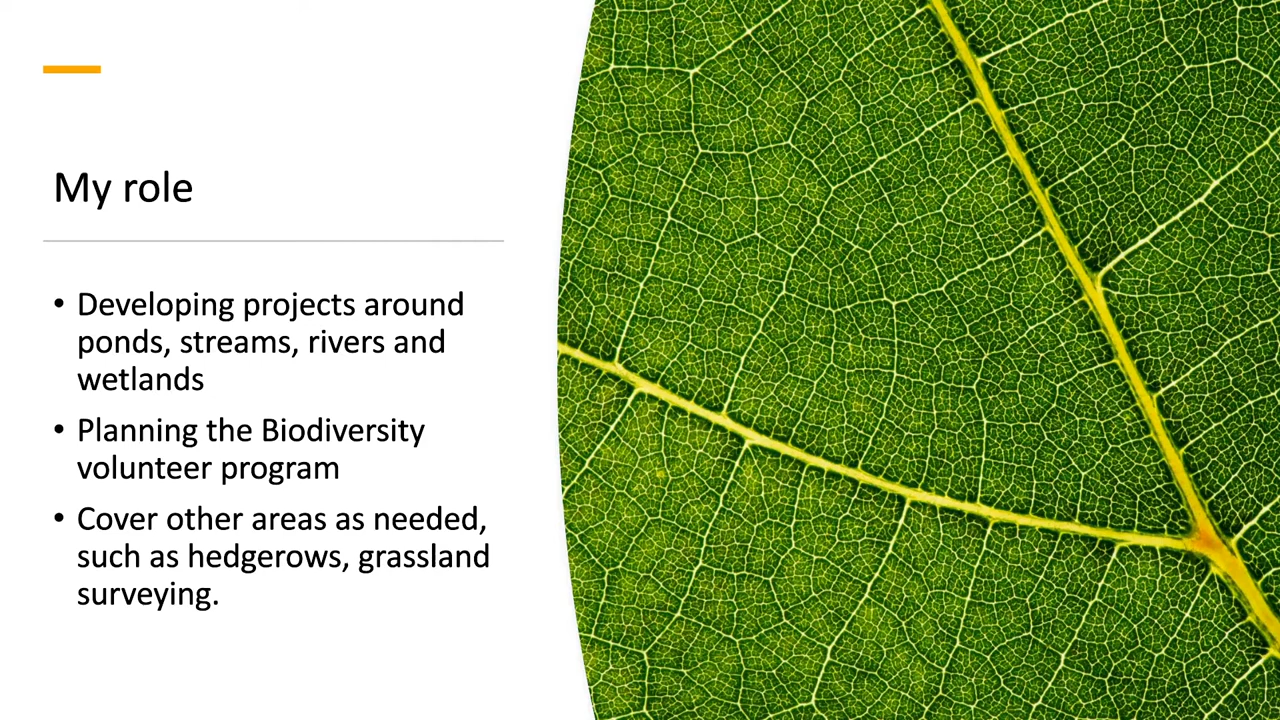 My role
• Developing projects around
ponds, streams, rivers and
wetlands
• Planning the Biodiversity
volunteer program
• Cover other areas as needed,
such as hedgerows, grassland
surveying.